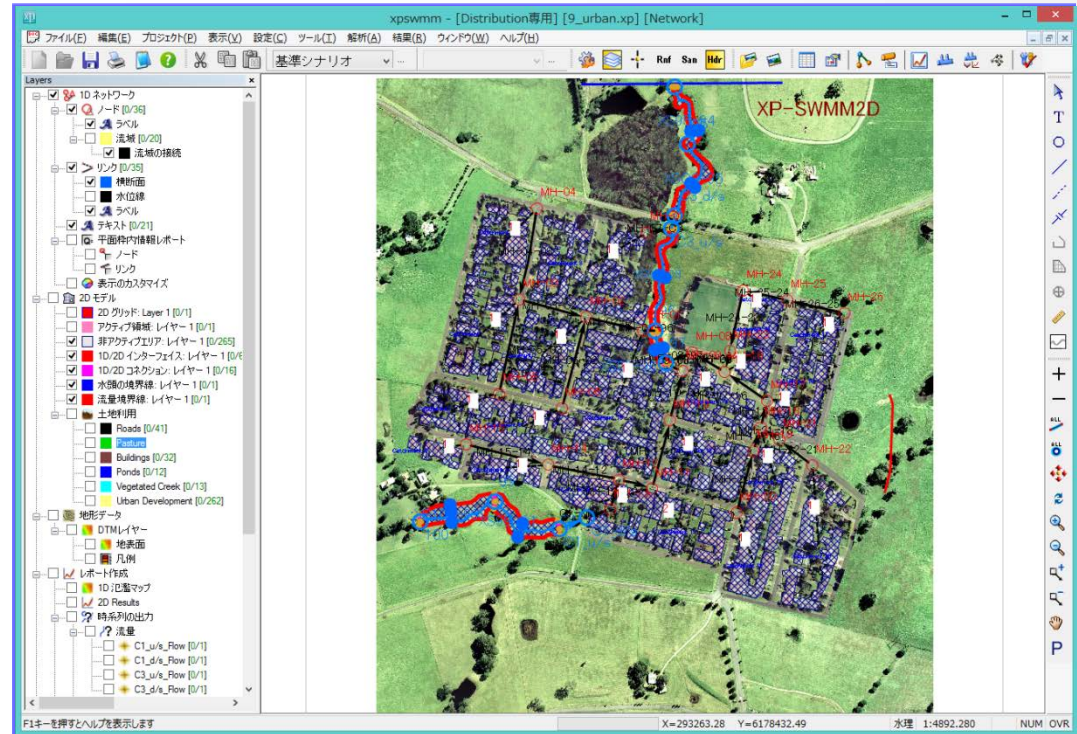 xpswmm - [Distribution専用] [9_urban.xp] [Network]
ファイル(F) 編集(E) プロジェクト(P) 表示(V) 設定(C) ツール(T) 解析(A) 結果(R) ウィンドウ(W) ヘルプ(H)
基準シナリオ
Rnf San Hdr
Layers
1D ネットワーク
ノード [0/36]
ラベル
流域 [0/20]
流域の接続
リンク [0/35]
横断面
水位線
ラベル
テキスト [0/21]
平面枠内情報レポート
ノード
リンク
表示のカスタマイズ
2D モデル
2D グリッド: Layer 1 [0/1]
アクティブ領域: レイヤー 1 [0/1]
非アクティブエリア: レイヤー 1 [0/265]
1D/2D インターフェイス: レイヤー 1 [0/6
1D/2D コネクション: レイヤー 1 [0/16]
水頭の境界線: レイヤー 1 [0/1]
流量境界線: レイヤー 1 [0/1]
土地利用
Roads [0/41]
Pasture
Buildings [0/32]
Ponds [0/12]
Vegetated Creek [0/13]
Urban Development [0/262]
地形データ
DTMレイヤー
地表面
凡例
レポート作成
1D 氾濫マップ
2D Results
時系列の出力
流量
C1_u/s_Flow [0/1]
C1_d/s_Flow [0/1]
C3_u/s_Flow [0/1]
C3_d/s_Flow [0/1]
XP-SWMM2D
MH-04
MH-24
MH-25
MH-26
MH-22
T
ALL
ALL
P
F1キーを押すとヘルプを表示します
X=293263.28 Y=6178432.49 水理 1:4892.280 NUM OVR